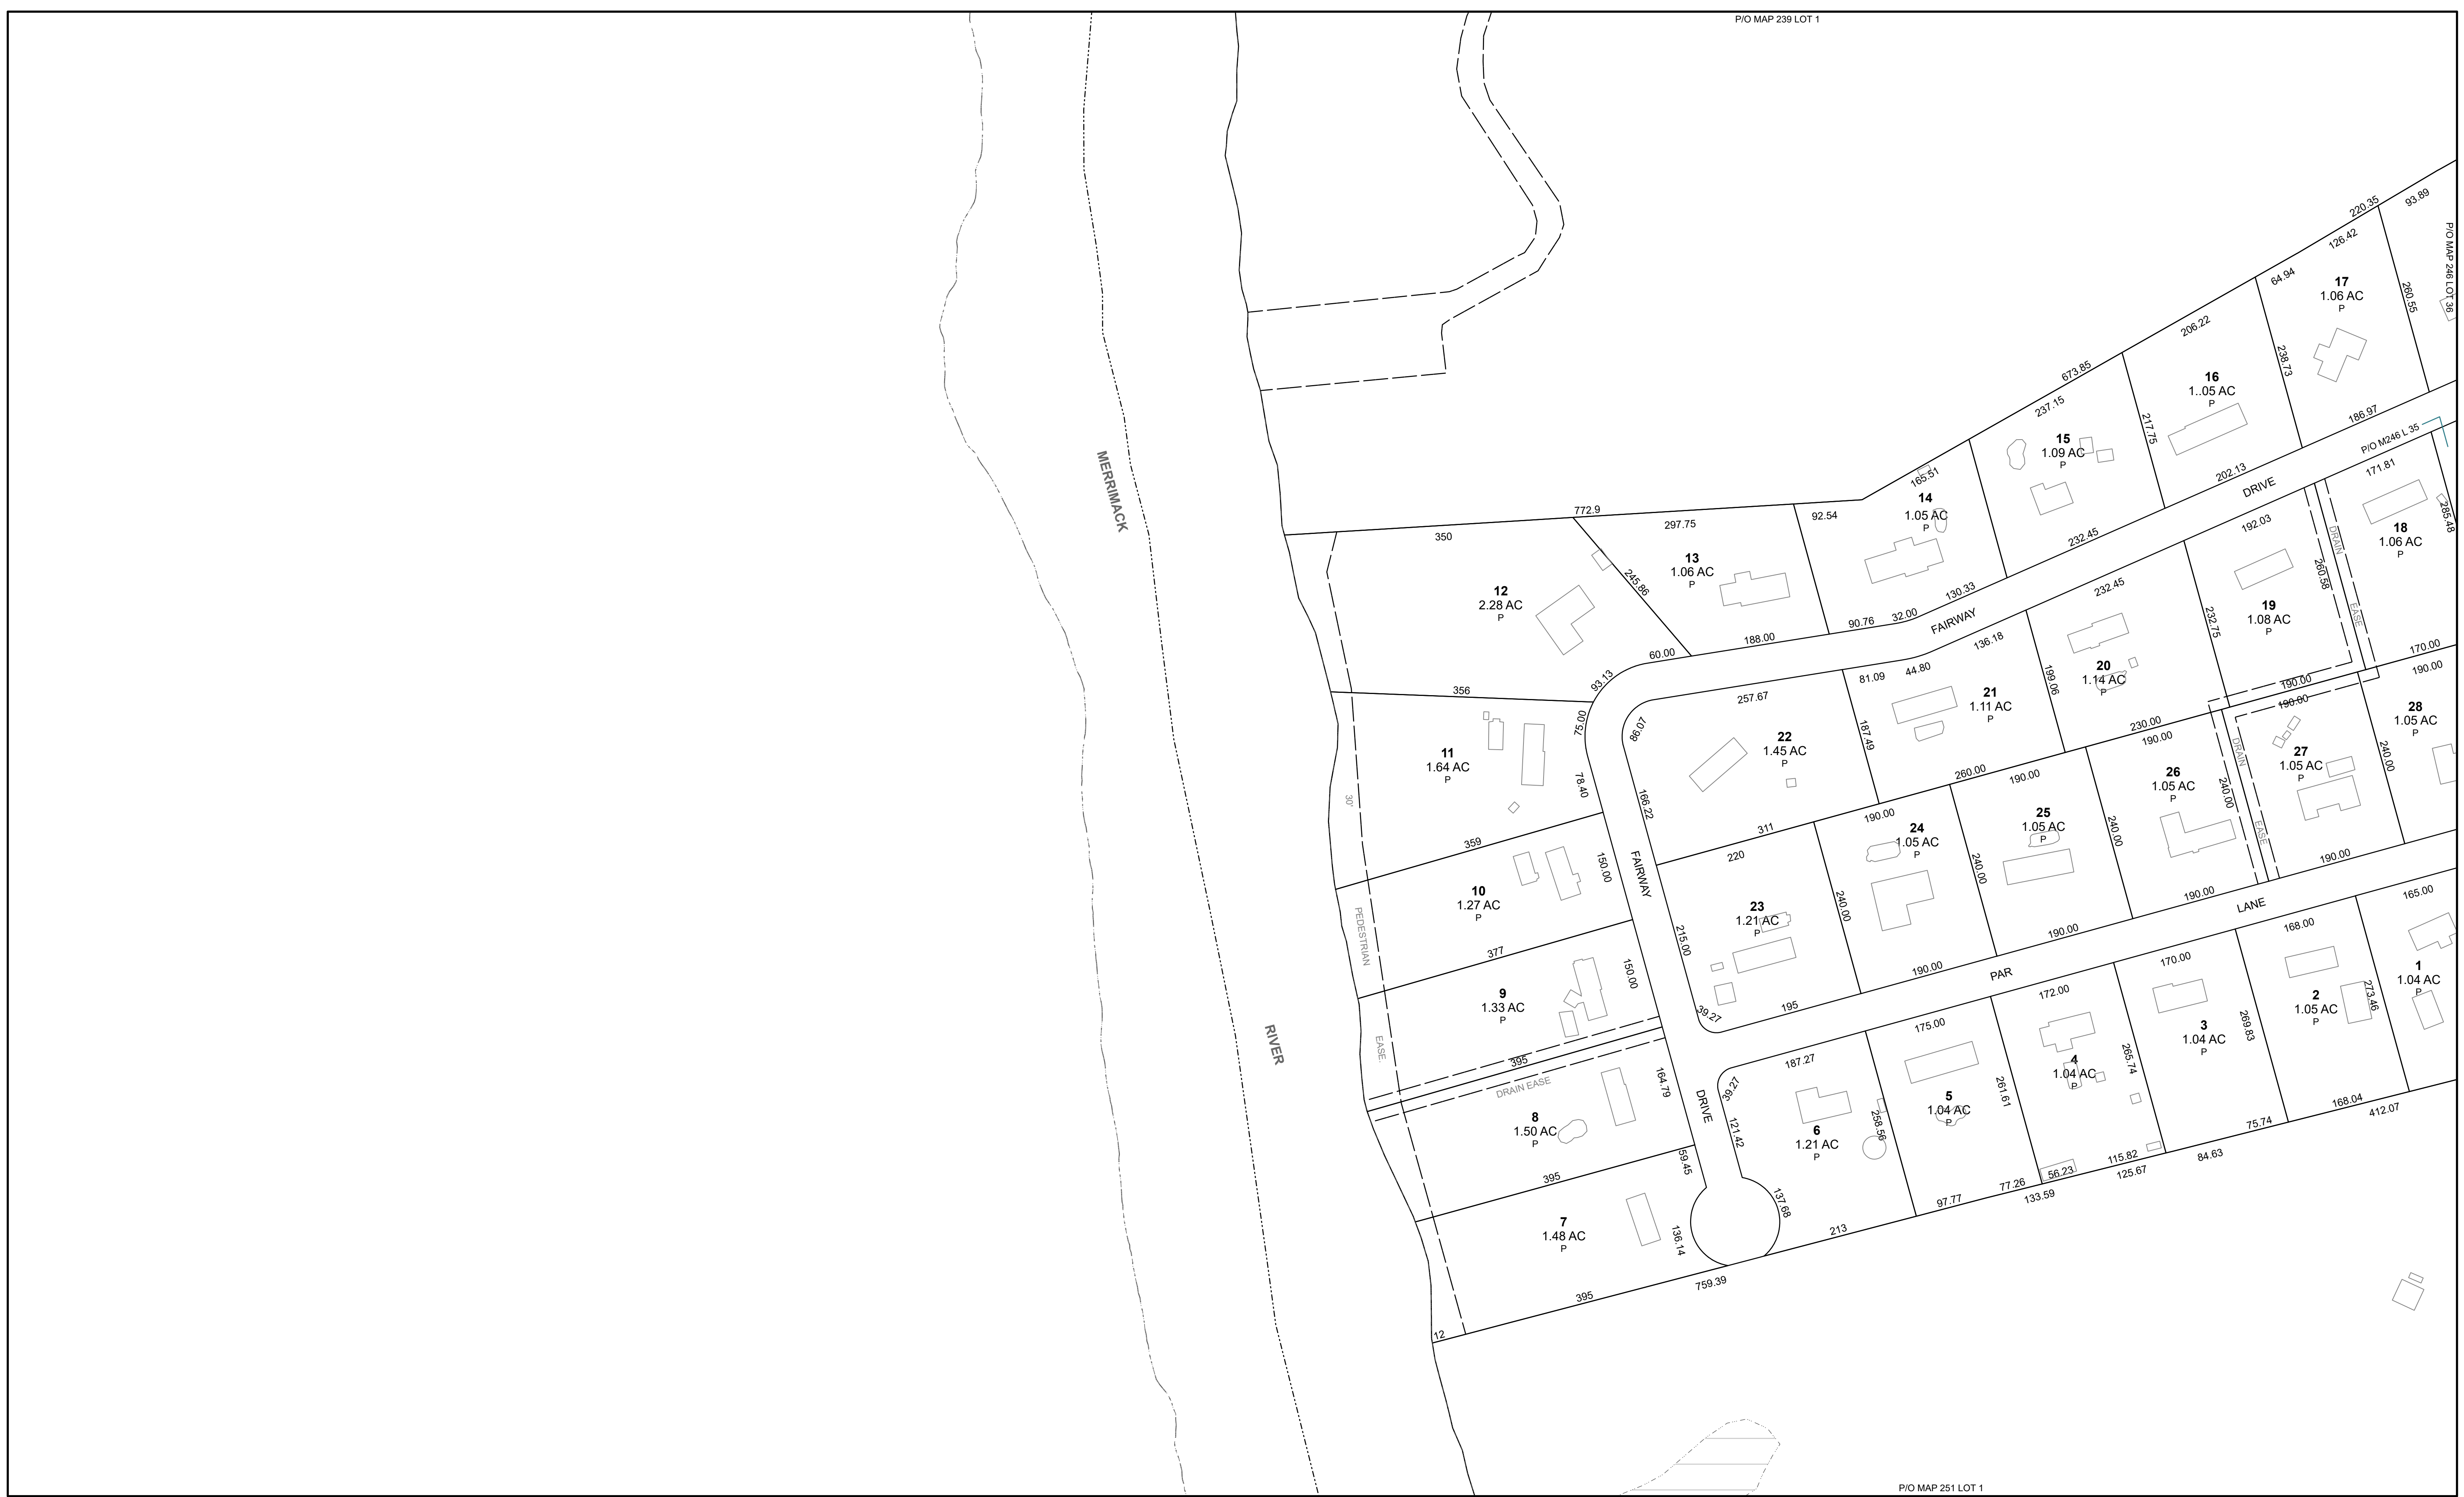 P/O MAP 239 LOT 1
MERRIMACK
RIVER
93.89
220.35
126.42
64.94
P/O MAP 246 LOT 36
260.55
17
1.06 AC
P
238.73
186.97
206.22
16
1..05 AC
P
217.75
202.13
673.85
237.15
15
1.09 AC
P
232.45
DRIVE
P/O M246 L 35
171.81
285.48
18
1.06 AC
P
170.00
165.51
14
1.05 AC
P
92.54
130.33
32.00
90.76
772.9
297.75
13
1.06 AC
P
245.86
188.00
60.00
350
12
2.28 AC
P
93.13
356
FAIRWAY
192.03
DRAIN
EASE
260.58
19
1.08 AC
P
190.00
232.75
232.45
20
1.14 AC
P
230.00
199.06
136.18
44.80
81.09
21
1.11 AC
P
260.00
187.49
257.67
86.07
22
1.45 AC
P
166.22
311
75.00
78.40
11
1.64 AC
P
30'
359
10
1.27 AC
P
150.00
PEDESTRIAN
EASE.
377
9
1.33 AC
P
150.00
395
DRAIN EASE
8
1.50 AC
P
164.79
395
59.45
7
1.48 AC
P
136.14
395
12
759.39
FAIRWAY
DRIVE
220
23
1.21 AC
P
215.00
39.27
195
240.00
190.00
24
1.05 AC
P
190.00
240.00
190.00
25
1.05 AC
P
190.00
240.00
190.00
26
1.05 AC
P
190.00
240.00
DRAIN
EASE
190.00
27
1.05 AC
P
190.00
240.00
190.00
28
1.05 AC
P
PAR
LANE
165.00
1
1.04 AC
P
273.46
168.00
2
1.05 AC
P
168.04
412.07
269.83
170.00
3
1.04 AC
P
75.74
84.63
265.74
172.00
4
1.04 AC
P
56.23
115.82
125.67
261.61
175.00
5
1.04 AC
P
97.77
77.26
133.59
258.56
187.27
39.27
121.42
6
1.21 AC
P
137.68
213
P/O MAP 251 LOT 1